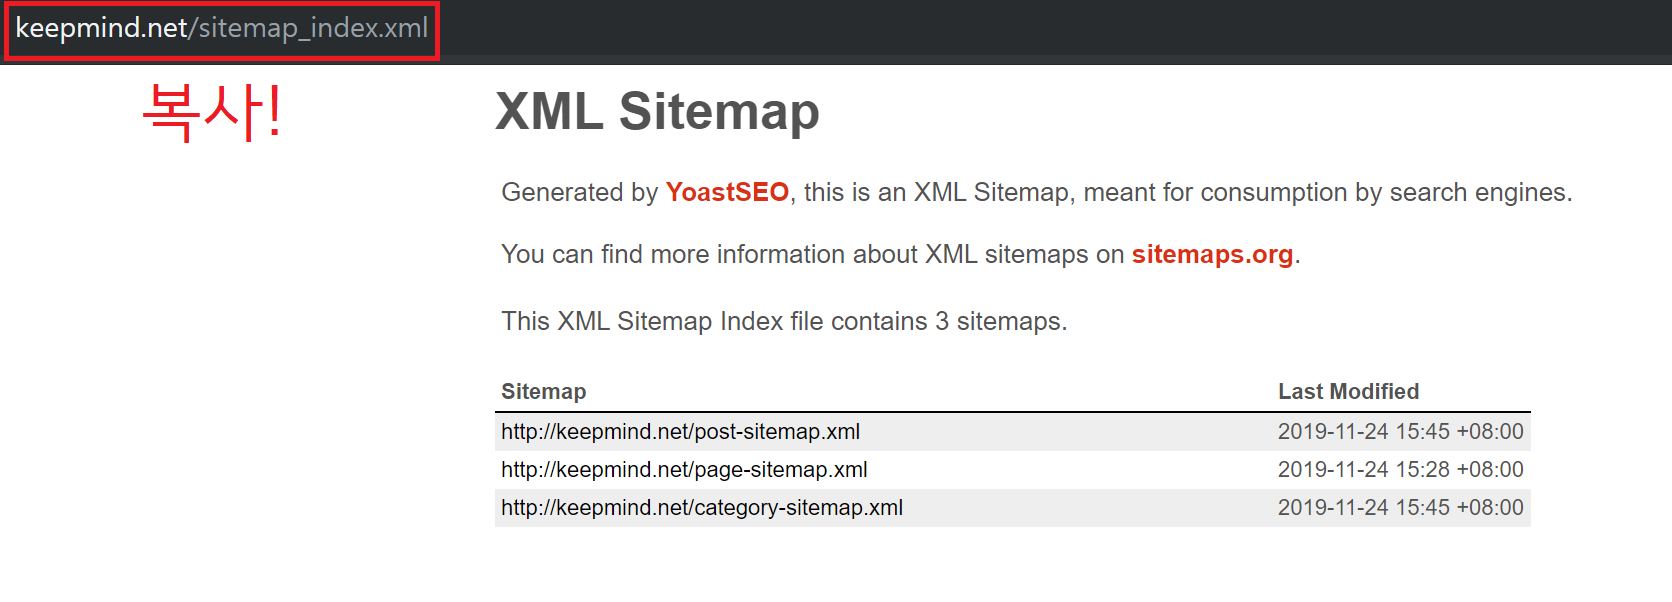 keepmind.net/sitemap_index.xml
복사!
XML Sitemap
Generated by YoastSEO, this is an XML Sitemap, meant for consumption by search engines.
You can find more information about XML sitemaps on sitemaps.org.
This XML Sitemap Index file contains 3 sitemaps.
Sitemap Last Modified
http://keepmind.net/post-sitemap.xml 2019-11-24 15:45 +08:00
http://keepmind.net/page-sitemap.xml 2019-11-24 15:28 +08:00
http://keepmind.net/category-sitemap.xml 2019-11-24 15:45 +08:00